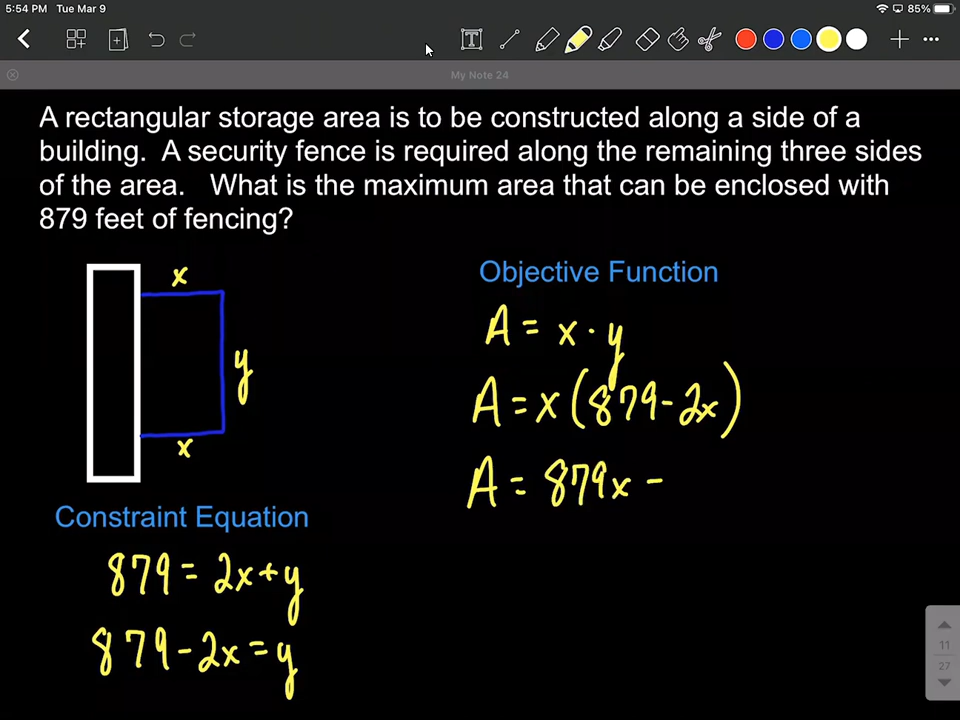 5:54 PM Tue Mar 9
85%
My Note 24
A rectangular storage area is to be constructed along a side of a
building. A security fence is required along the remaining three sides
of the area. What is the maximum area that can be enclosed with
879 feet of fencing?
x
y
x
Constraint Equation
879 = 2x + y
879 - 2x = y
Objective Function
A = x · y
A = x (879 - 2x)
A = 879x -
11
27